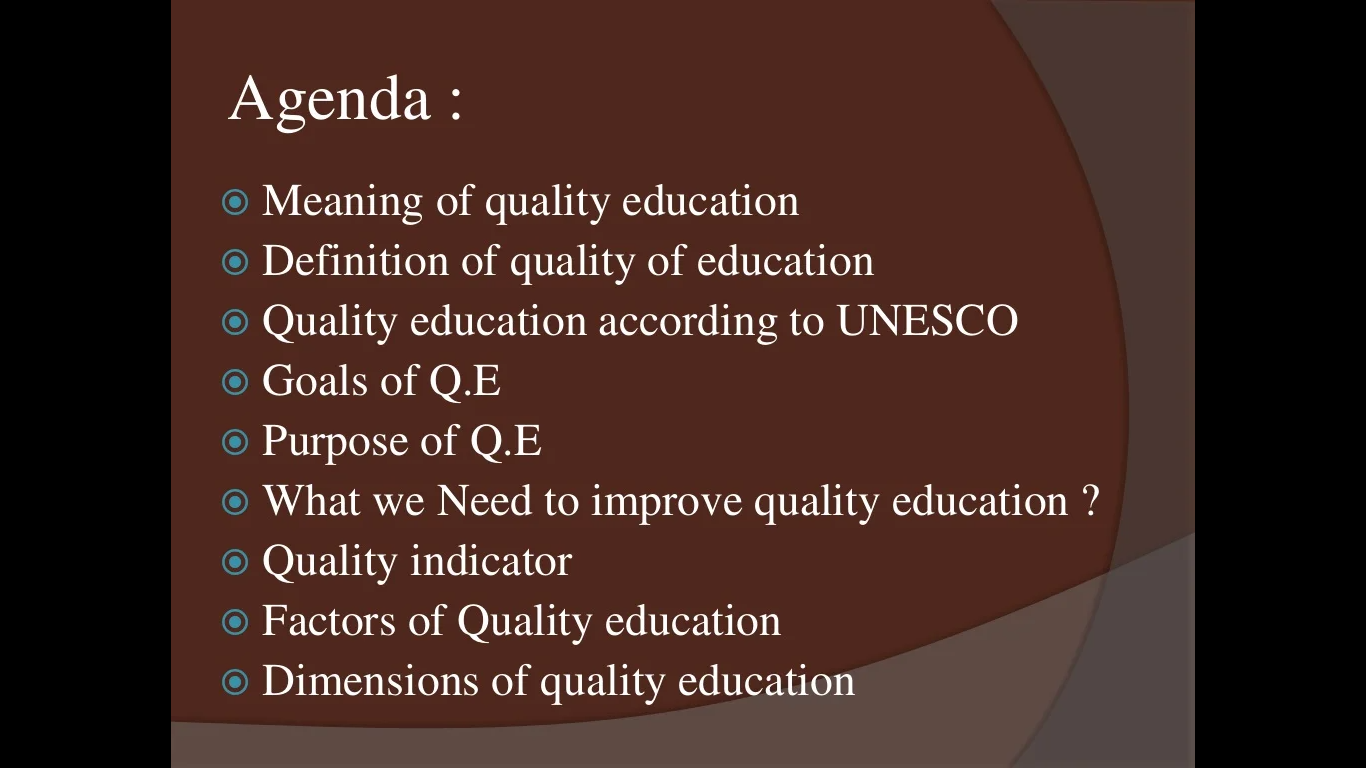 Agenda :
Meaning of quality education
Definition of quality of education
Quality education according to UNESCO
Goals of Q.E
Purpose of Q.E
What we Need to improve quality education ?
Quality indicator
Factors of Quality education
Dimensions of quality education